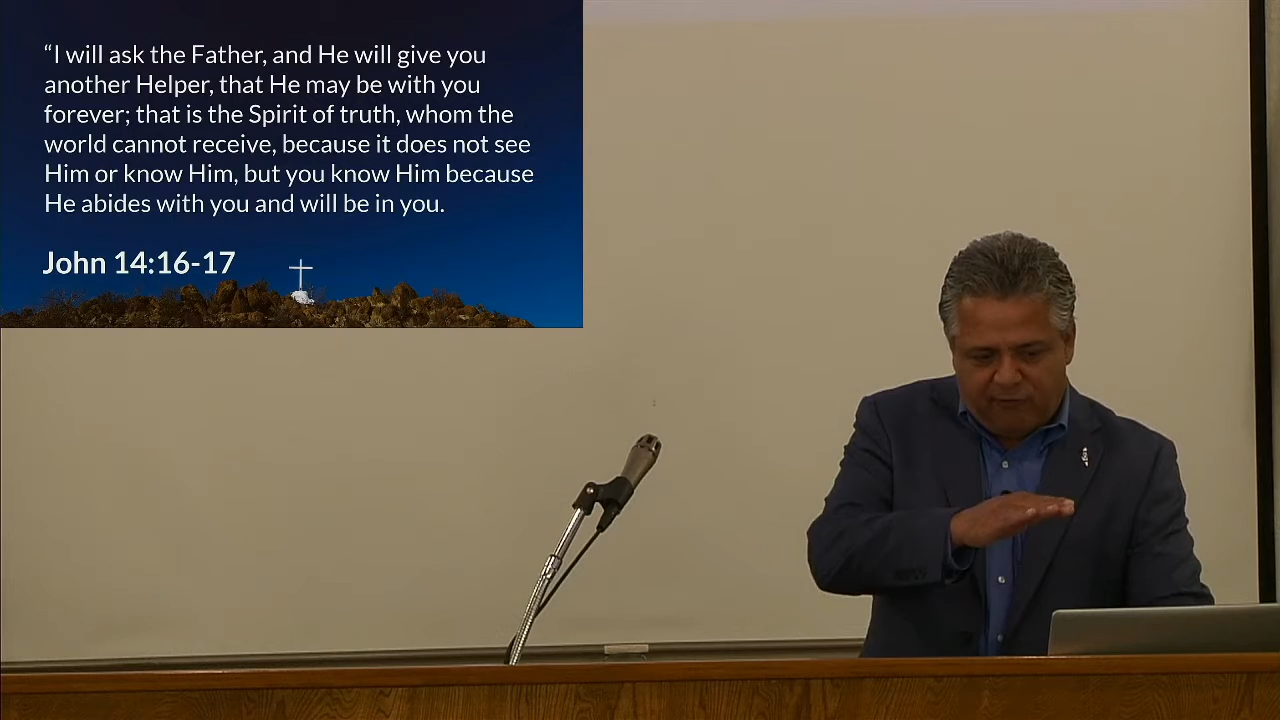 “I will ask the Father, and He will give you
another Helper, that He may be with you
forever; that is the Spirit of truth, whom the
world cannot receive, because it does not see
Him or know Him, but you know Him because
He abides with you and will be in you.
John 14:16-17